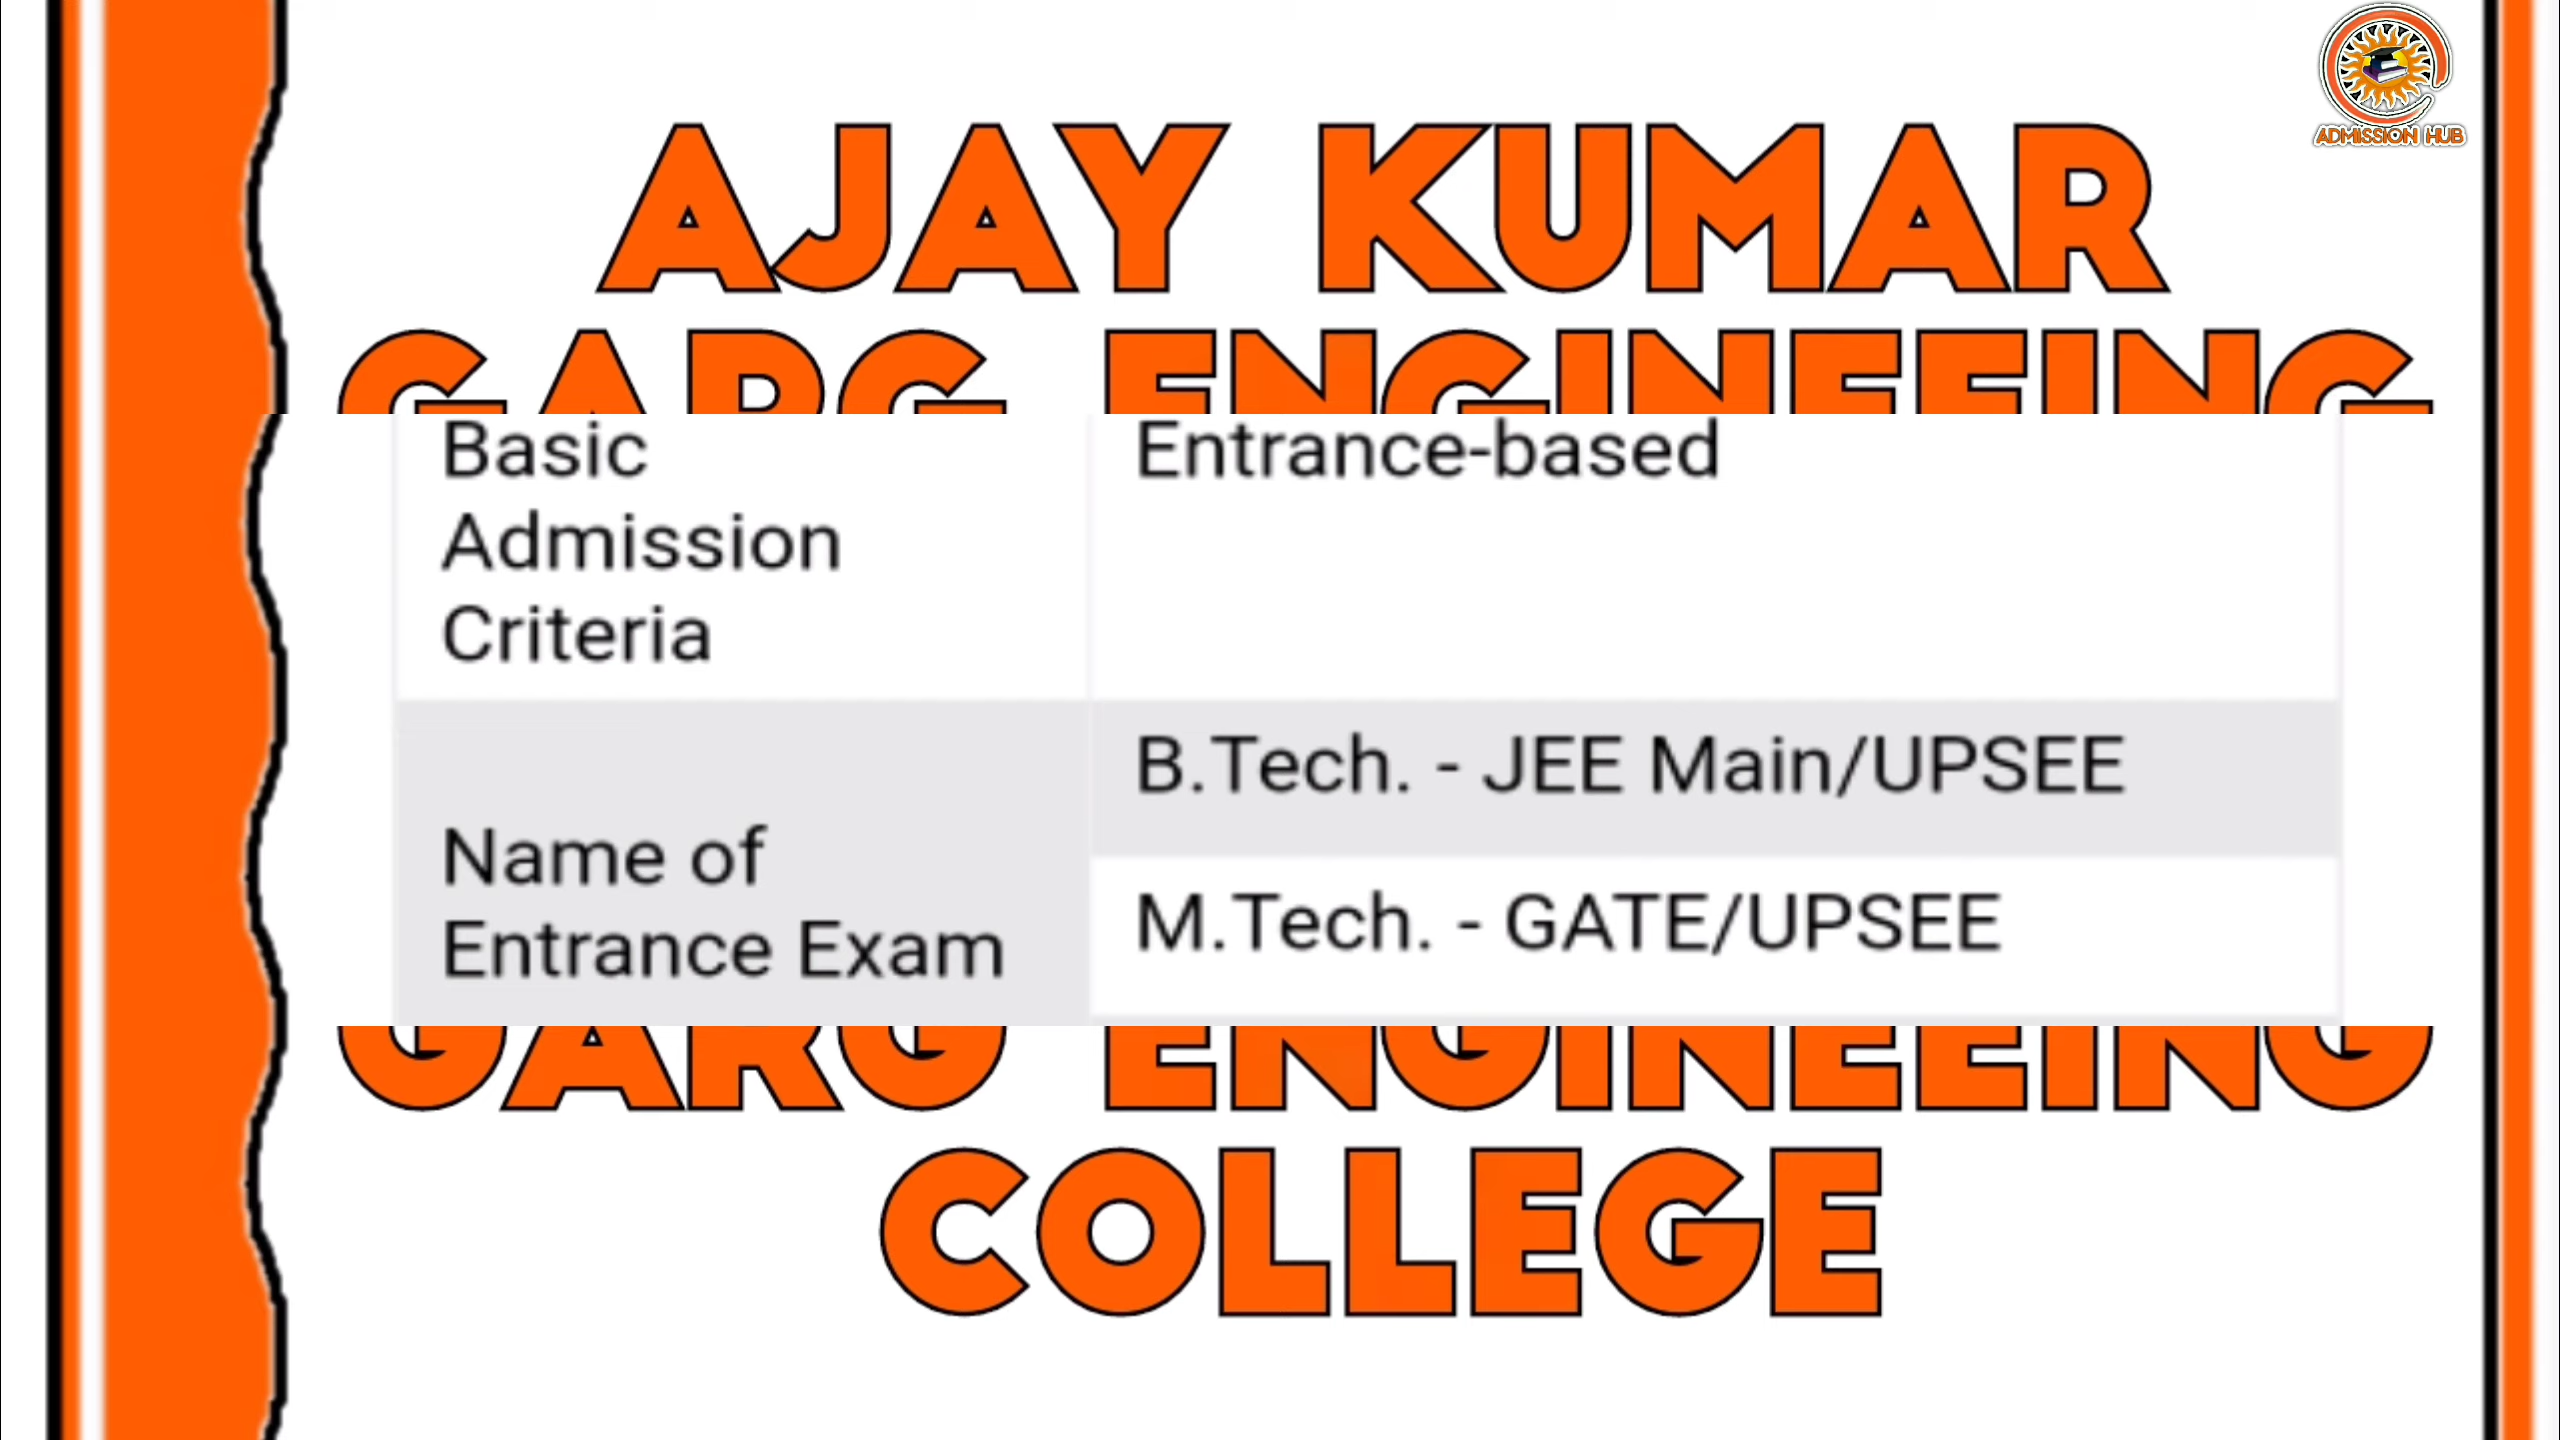 ADMISSION HUB
AJAY KUMAR
GARG ENGINEEING
Basic Entrance-based
Admission
Criteria
B.Tech. - JEE Main/UPSEE
Name of
Entrance Exam
M.Tech. - GATE/UPSEE
GARG ENGINEEING
COLLEGE